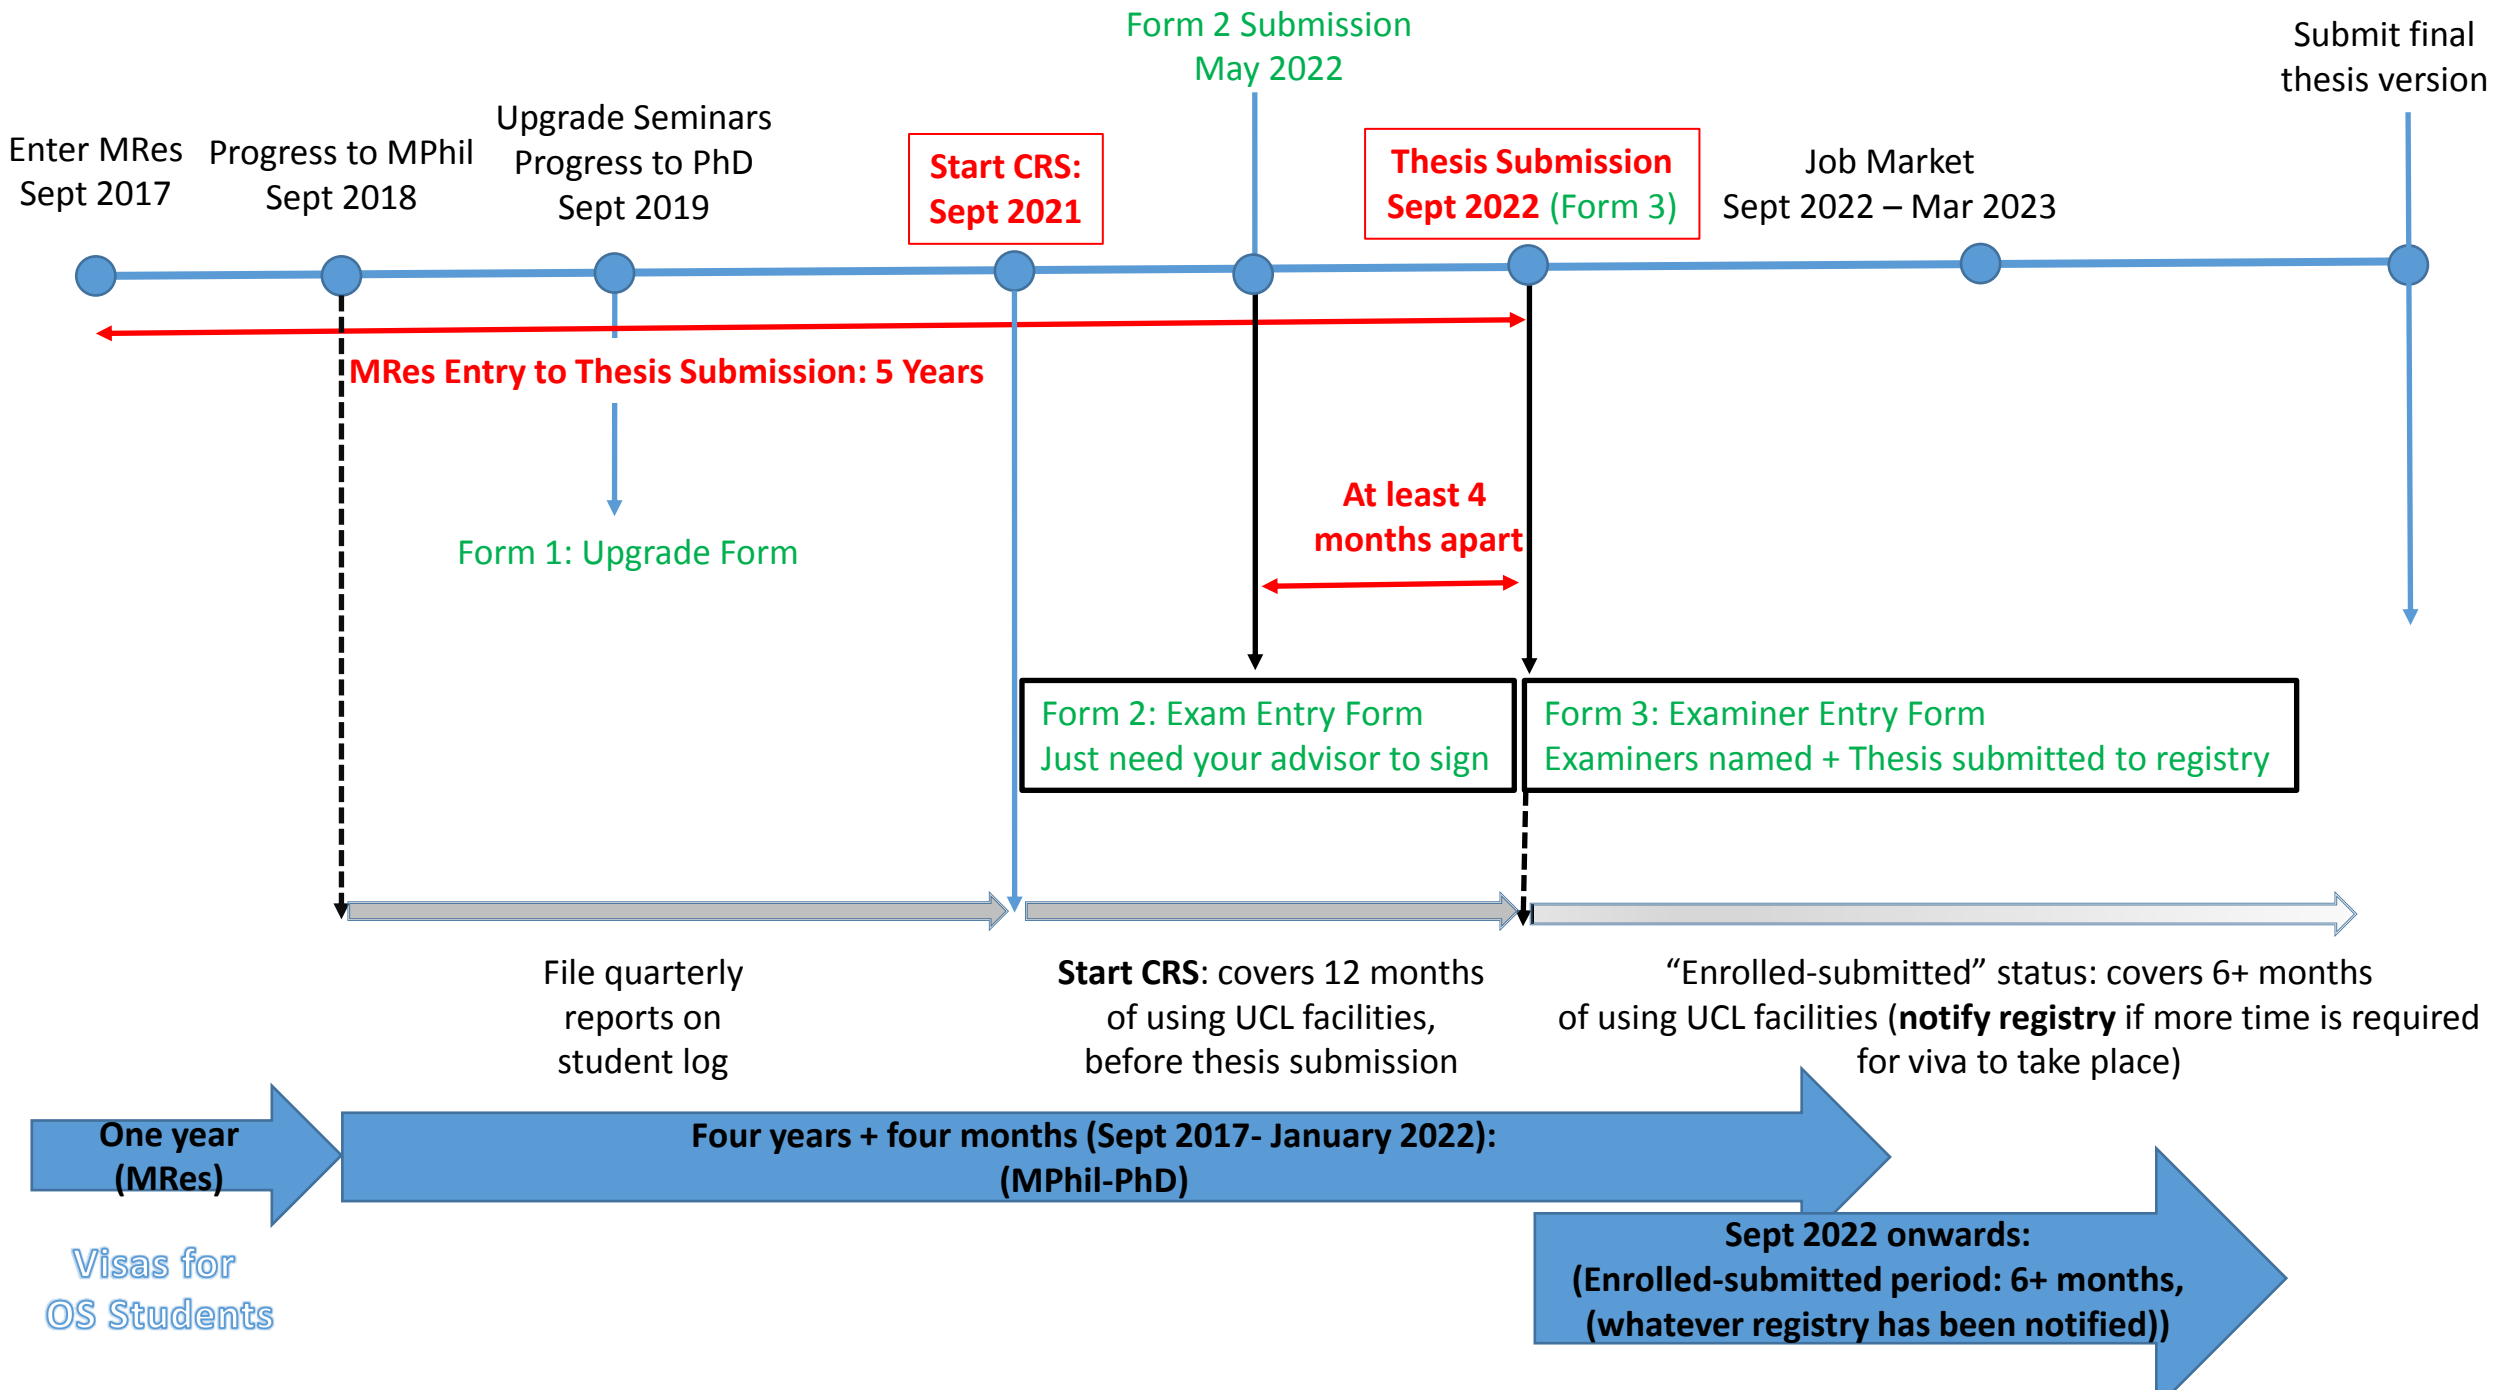 Form 2 Submission
May 2022
Submit final
thesis version
Enter MRes
Sept 2017
Progress to MPhil
Sept 2018
Upgrade Seminars
Progress to PhD
Sept 2019
Start CRS:
Sept 2021
Thesis Submission
Sept 2022 (Form 3)
Job Market
Sept 2022 – Mar 2023
MRes Entry to Thesis Submission: 5 Years
At least 4
months apart
Form 1: Upgrade Form
Form 2: Exam Entry Form
Just need your advisor to sign
Form 3: Examiner Entry Form
Examiners named + Thesis submitted to registry
File quarterly
reports on
student log
Start CRS: covers 12 months
of using UCL facilities,
before thesis submission
“Enrolled-submitted” status: covers 6+ months
of using UCL facilities (notify registry if more time is required
for viva to take place)
One year
(MRes)
Four years + four months (Sept 2017- January 2022):
(MPhil-PhD)
Sept 2022 onwards:
(Enrolled-submitted period: 6+ months,
(whatever registry has been notified))
Visas for
OS Students